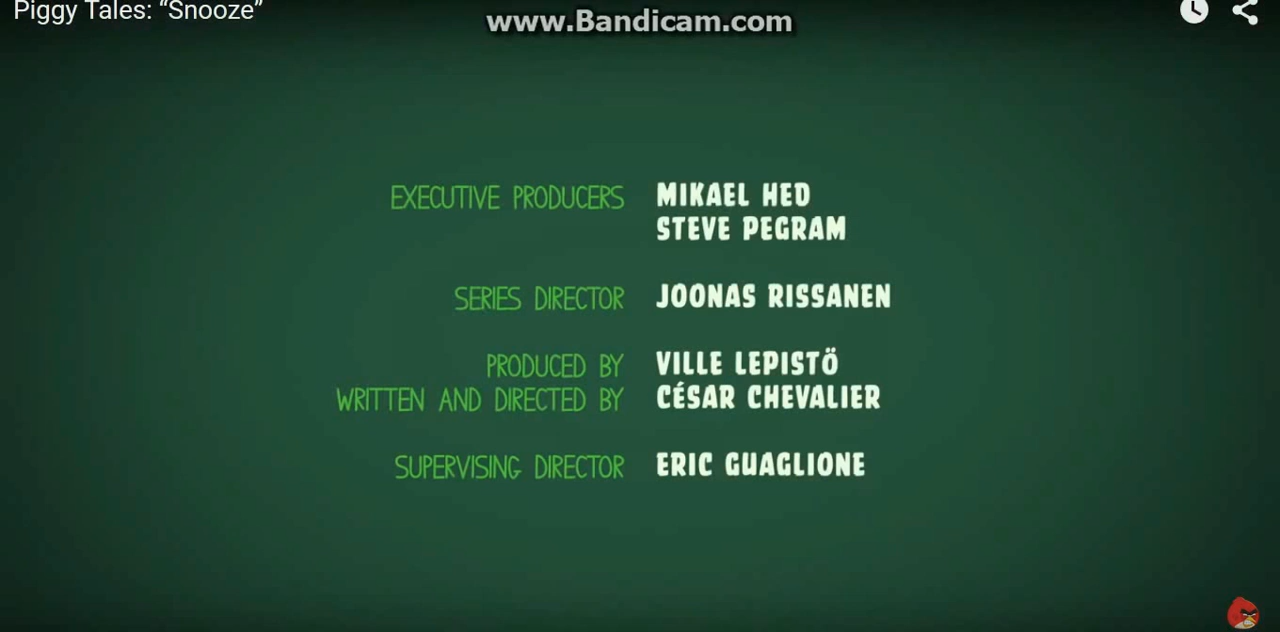 Piggy Tales: “Snooze”
www.Bandicam.com
EXECUTIVE PRODUCERS MIKAEL HED
STEVE PEGRAM
SERIES DIRECTOR JOONAS RISSANEN
PRODUCED BY VILLE LEPISTÖ
WRITTEN AND DIRECTED BY CÉSAR CHEVALIER
SUPERVISING DIRECTOR ERIC GUAGLIONE